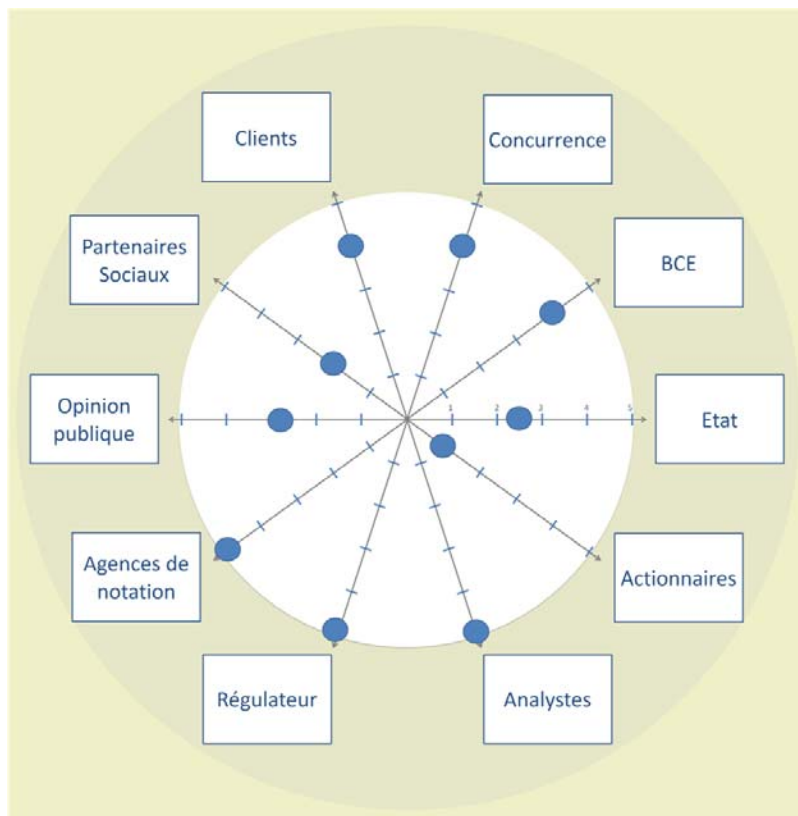 Clients
Concurrence
Partenaires
Sociaux
BCE
Opinion
publique
1 2 3 4 5
Etat
Agences de
notation
Actionnaires
Régulateur
Analystes